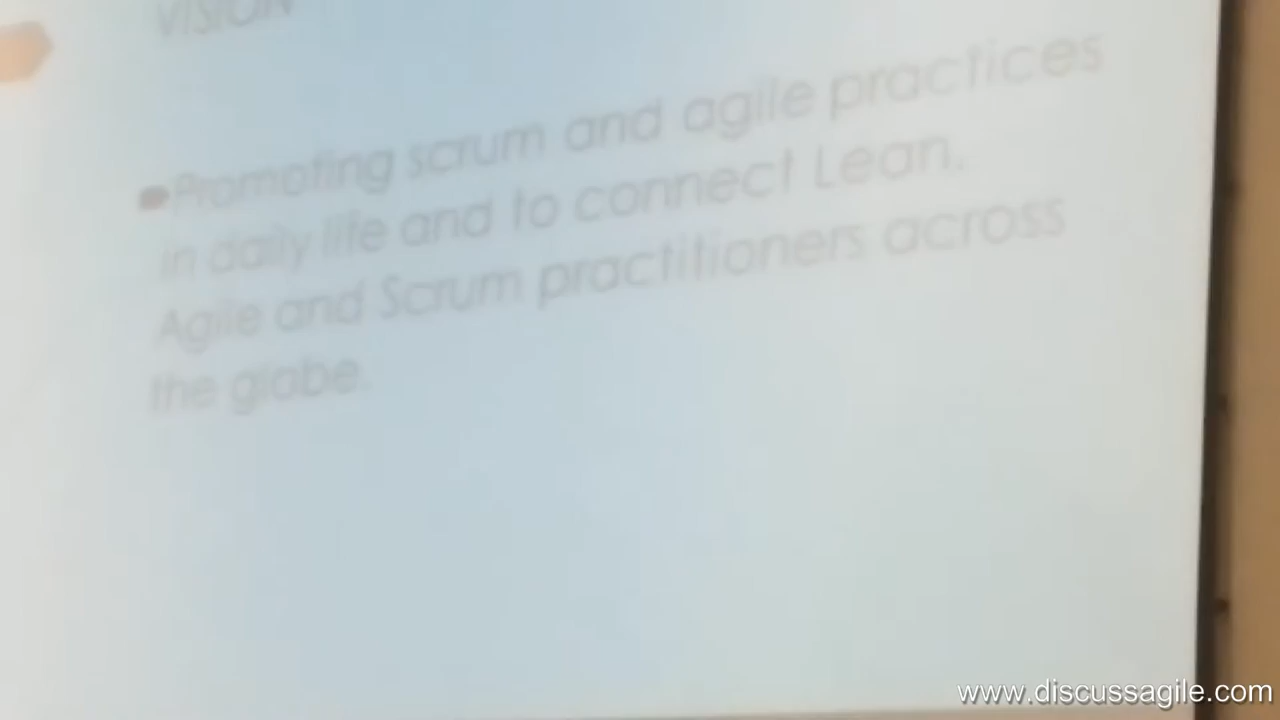 VISION
Promoting scrum and agile practices
in daily life and to connect Lean,
Agile and Scrum practitioners across
the globe.
www.discussagile.com